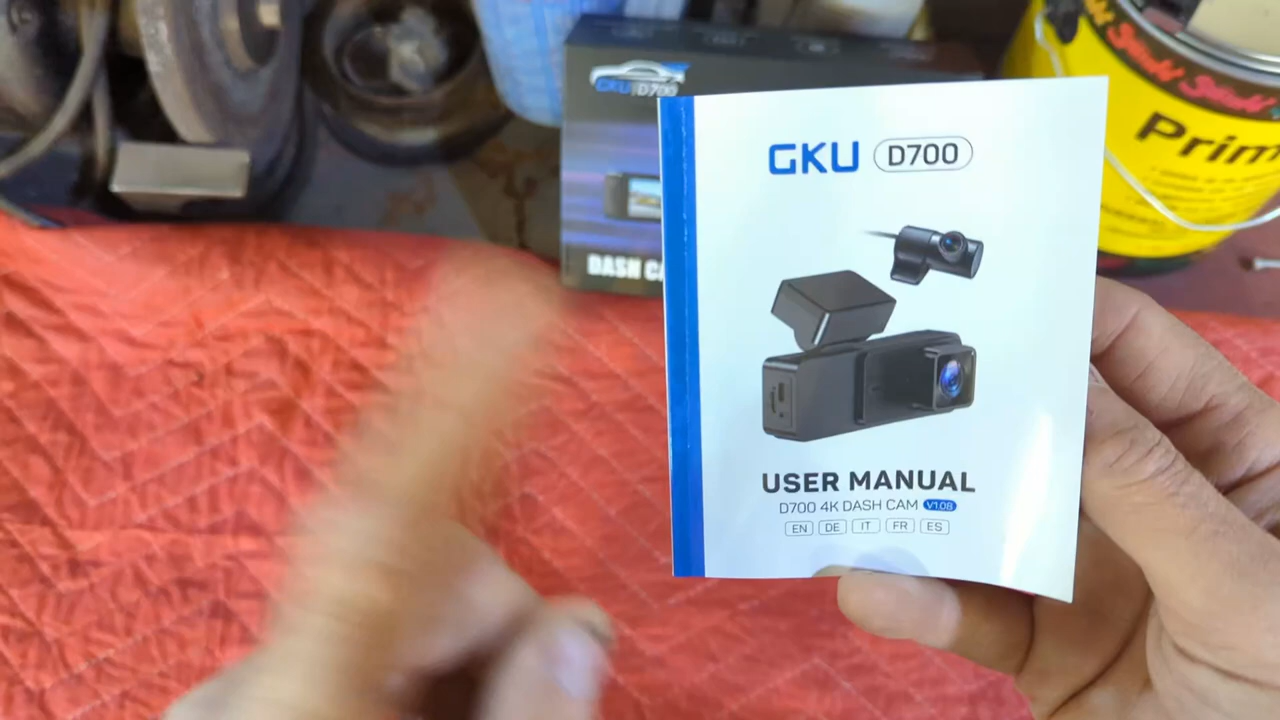 GKU D700
DASH CA
GKU D700
USER MANUAL
D700 4K DASH CAM V1.08
EN DE IT FR ES
Prim